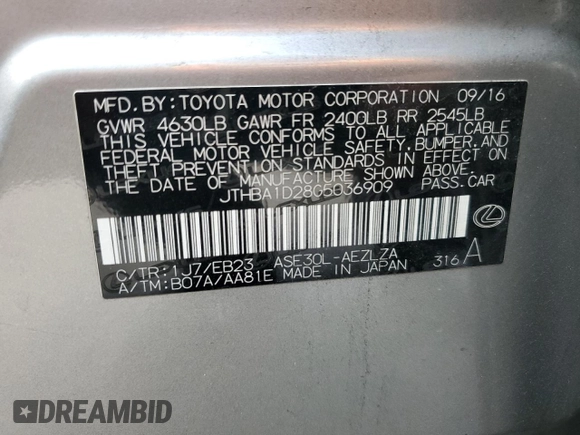 MFD.BY:TOYOTA MOTOR CORPORATION 09/16
GVWR 4630LB GAWR FR 2400LB RR 2545LB
THIS VEHICLE CONFORMS TO ALL APPLICABLE
FEDERAL MOTOR VEHICLE SAFETY,BUMPER,AND
THEFT PREVENTION STANDARDS IN EFFECT ON
THE DATE OF MANUFACTURE SHOWN ABOVE.
JTHBA1D28G5036909 PASS.CAR
C/TR:1J7/EB23 ASE30L-AEZLZA
A/TM:B07A/AA81E MADE IN JAPAN 316 A
DREAMBID